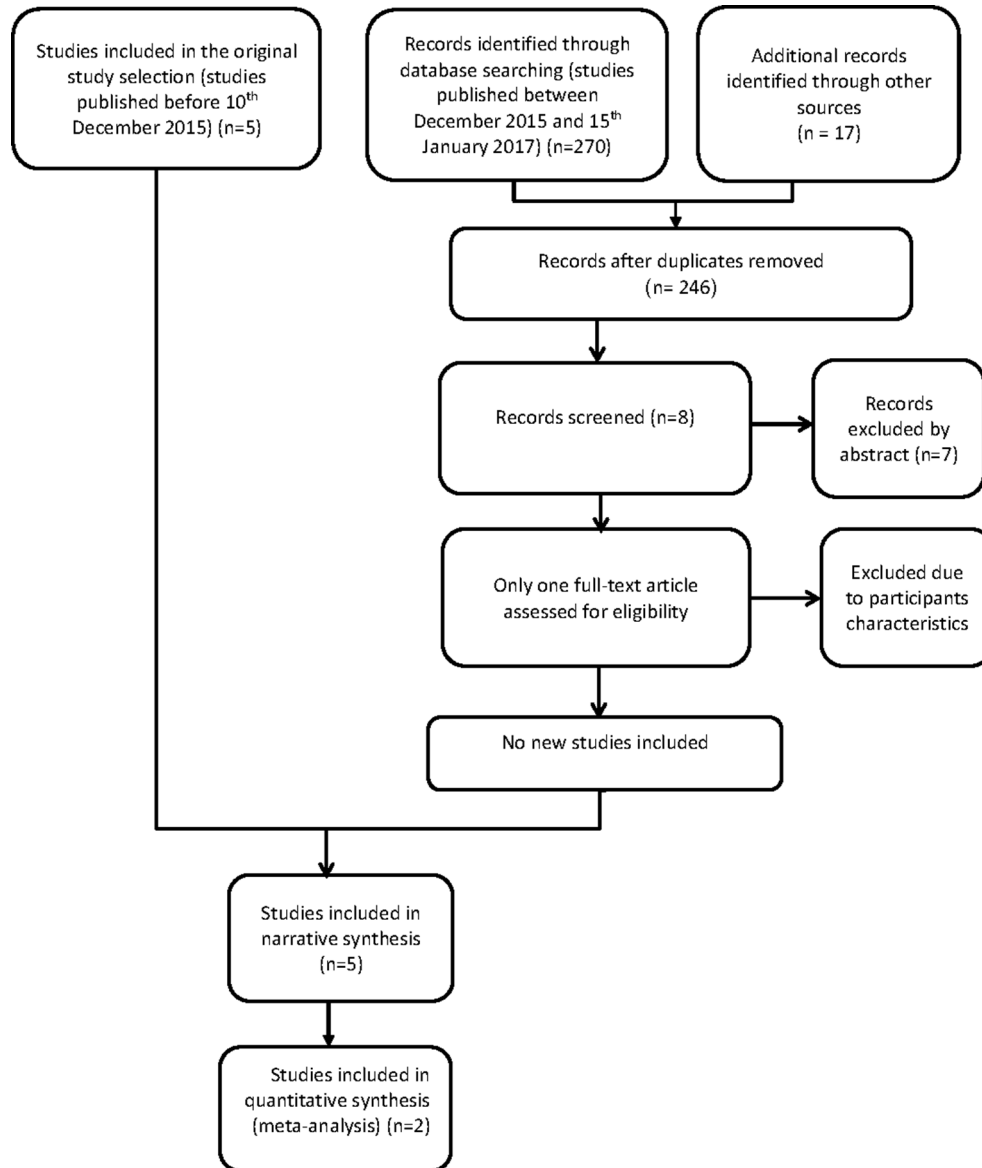 Studies included in the original
study selection (studies
published before 10th
December 2015) (n=5)
Records identified through
database searching (studies
published between
December 2015 and 15th
January 2017) (n=270)
Additional records
identified through other
sources
(n = 17)
Records after duplicates removed
(n= 246)
Records screened (n=8)
Records
excluded by
abstract (n=7)
Only one full-text article
assessed for eligibility
Excluded due
to participants
characteristics
No new studies included
Studies included in
narrative synthesis
(n=5)
Studies included in
quantitative synthesis
(meta-analysis) (n=2)